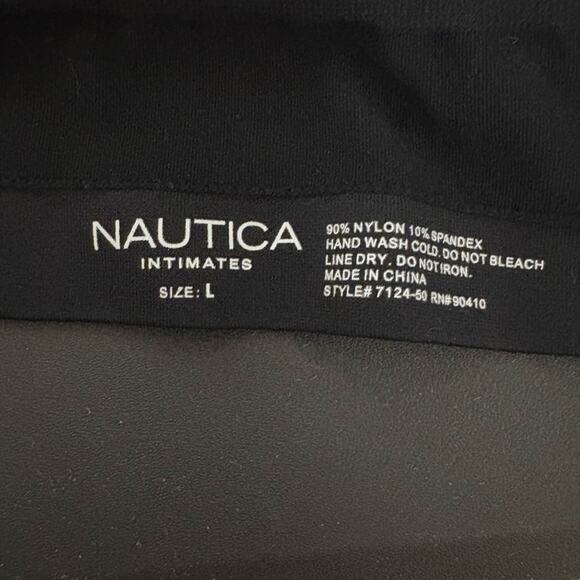 NAUTICA
INTIMATES
SIZE: L
90% NYLON 10% SPANDEX
HAND WASH COLD. DO NOT BLEACH
LINE DRY. DO NOT IRON.
MADE IN CHINA
STYLE# 7124-50 RN#90410